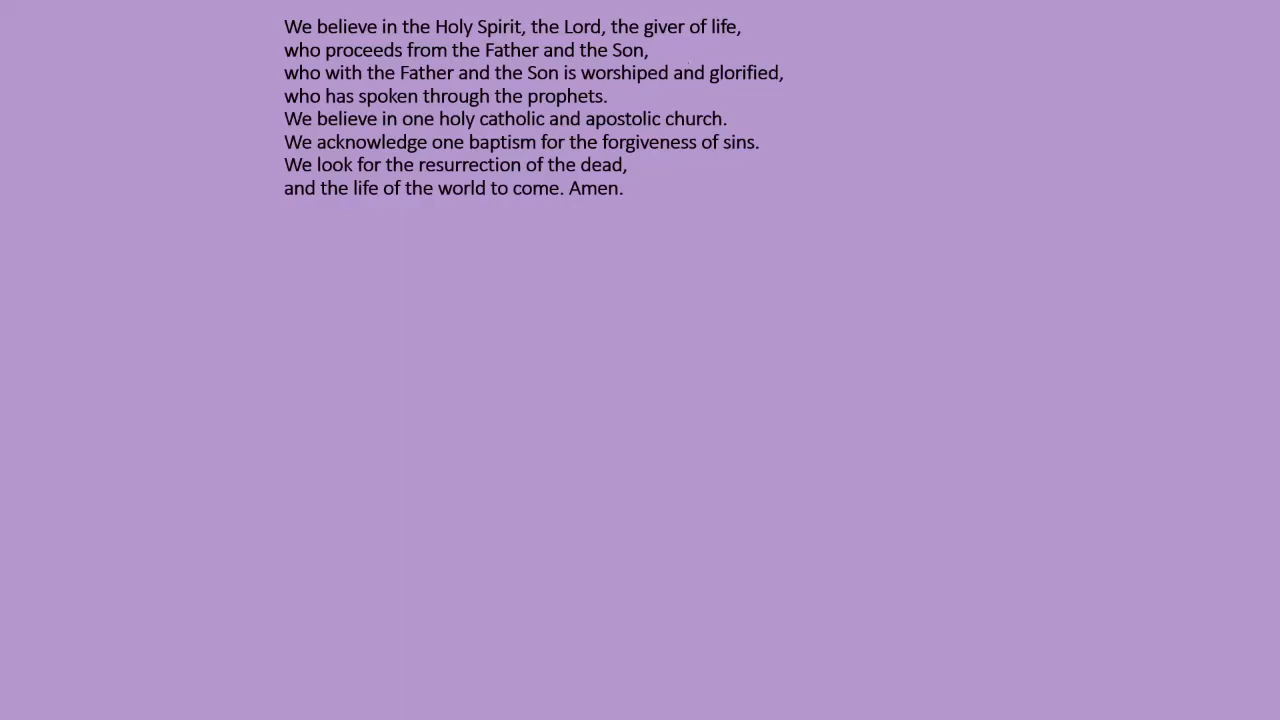 We believe in the Holy Spirit, the Lord, the giver of life,
who proceeds from the Father and the Son,
who with the Father and the Son is worshiped and glorified,
who has spoken through the prophets.
We believe in one holy catholic and apostolic church.
We acknowledge one baptism for the forgiveness of sins.
We look for the resurrection of the dead,
and the life of the world to come. Amen.